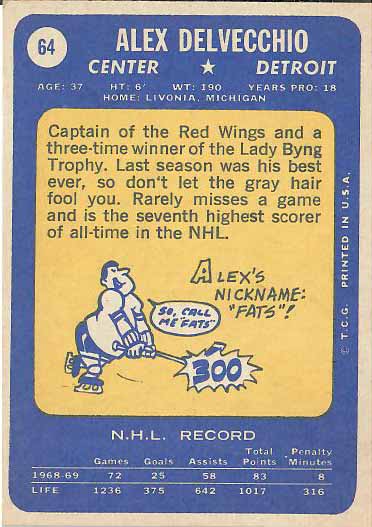 64
ALEX DELVECCHIO
CENTER ★ DETROIT
AGE: 37 HT: 6' WT: 190 YEARS PRO: 18
HOME: LIVONIA, MICHIGAN
Captain of the Red Wings and a
three-time winner of the Lady Byng
Trophy. Last season was his best
ever, so don't let the gray hair
fool you. Rarely misses a game
and is the seventh highest scorer
of all-time in the NHL.
ALEX'S
NICKNAME:
"FATS"!
SO, CALL
ME "FATS"
300
© T.C.G. PRINTED IN U.S.A.
N.H.L. RECORD
Games Goals Assists Total Points Penalty Minutes
1968-69 72 25 58 83 8
LIFE 1236 375 642 1017 316